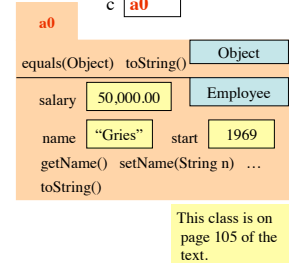 c a0
a0
Object
equals(Object) toString()
Employee
salary 50,000.00
name “Gries” start 1969
getName() setName(String n) …
toString()
This class is on
page 105 of the
text.